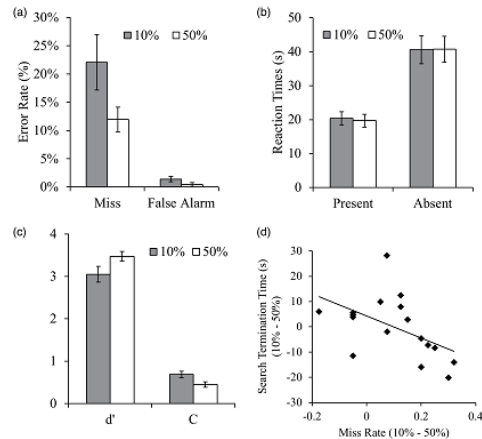 (a)
30%
25%
20%
15%
10%
5%
0%
Error Rate (%)
10% 50%
Miss False Alarm
(b)
50
40
30
20
10
0
Reaction Times (s)
10% 50%
Present Absent
(c)
4
3
2
1
0
10% 50%
d' C
(d)
30
20
10
0
-10
-20
-30
Search Termination Time (s)
(10% - 50%)
-0.2 0 0.2 0.4
Miss Rate (10% - 50%)